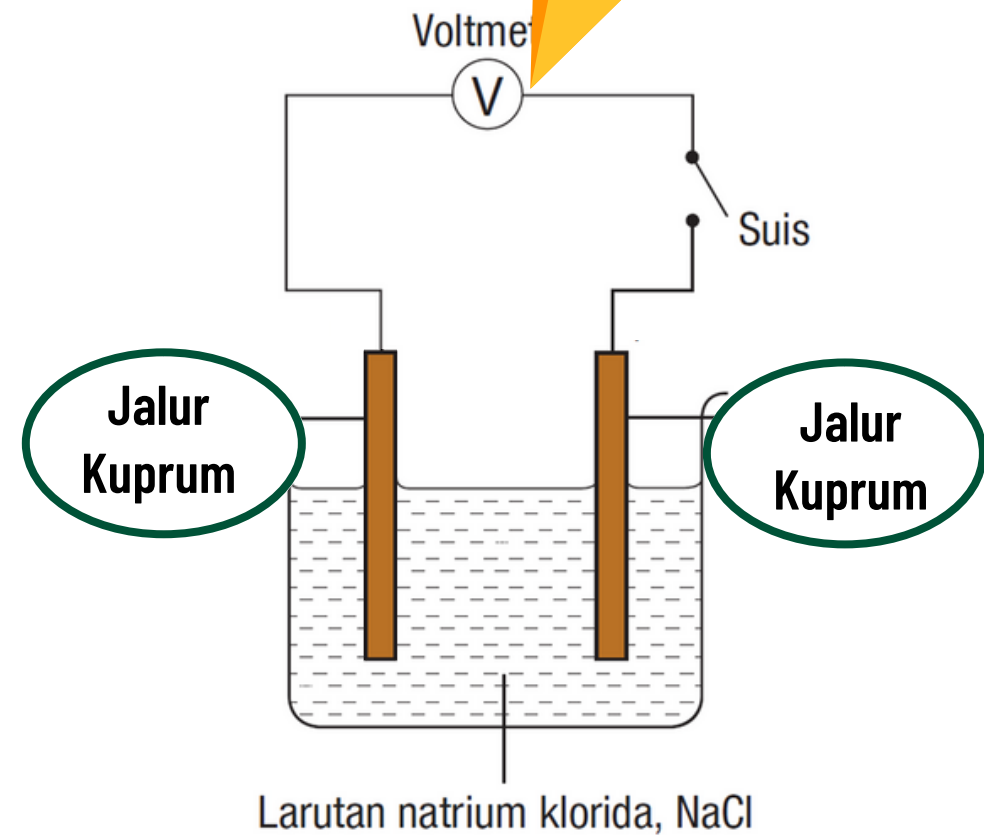 Voltme
V
Suis
Jalur
Kuprum
Jalur
Kuprum
Larutan natrium klorida, NaCl